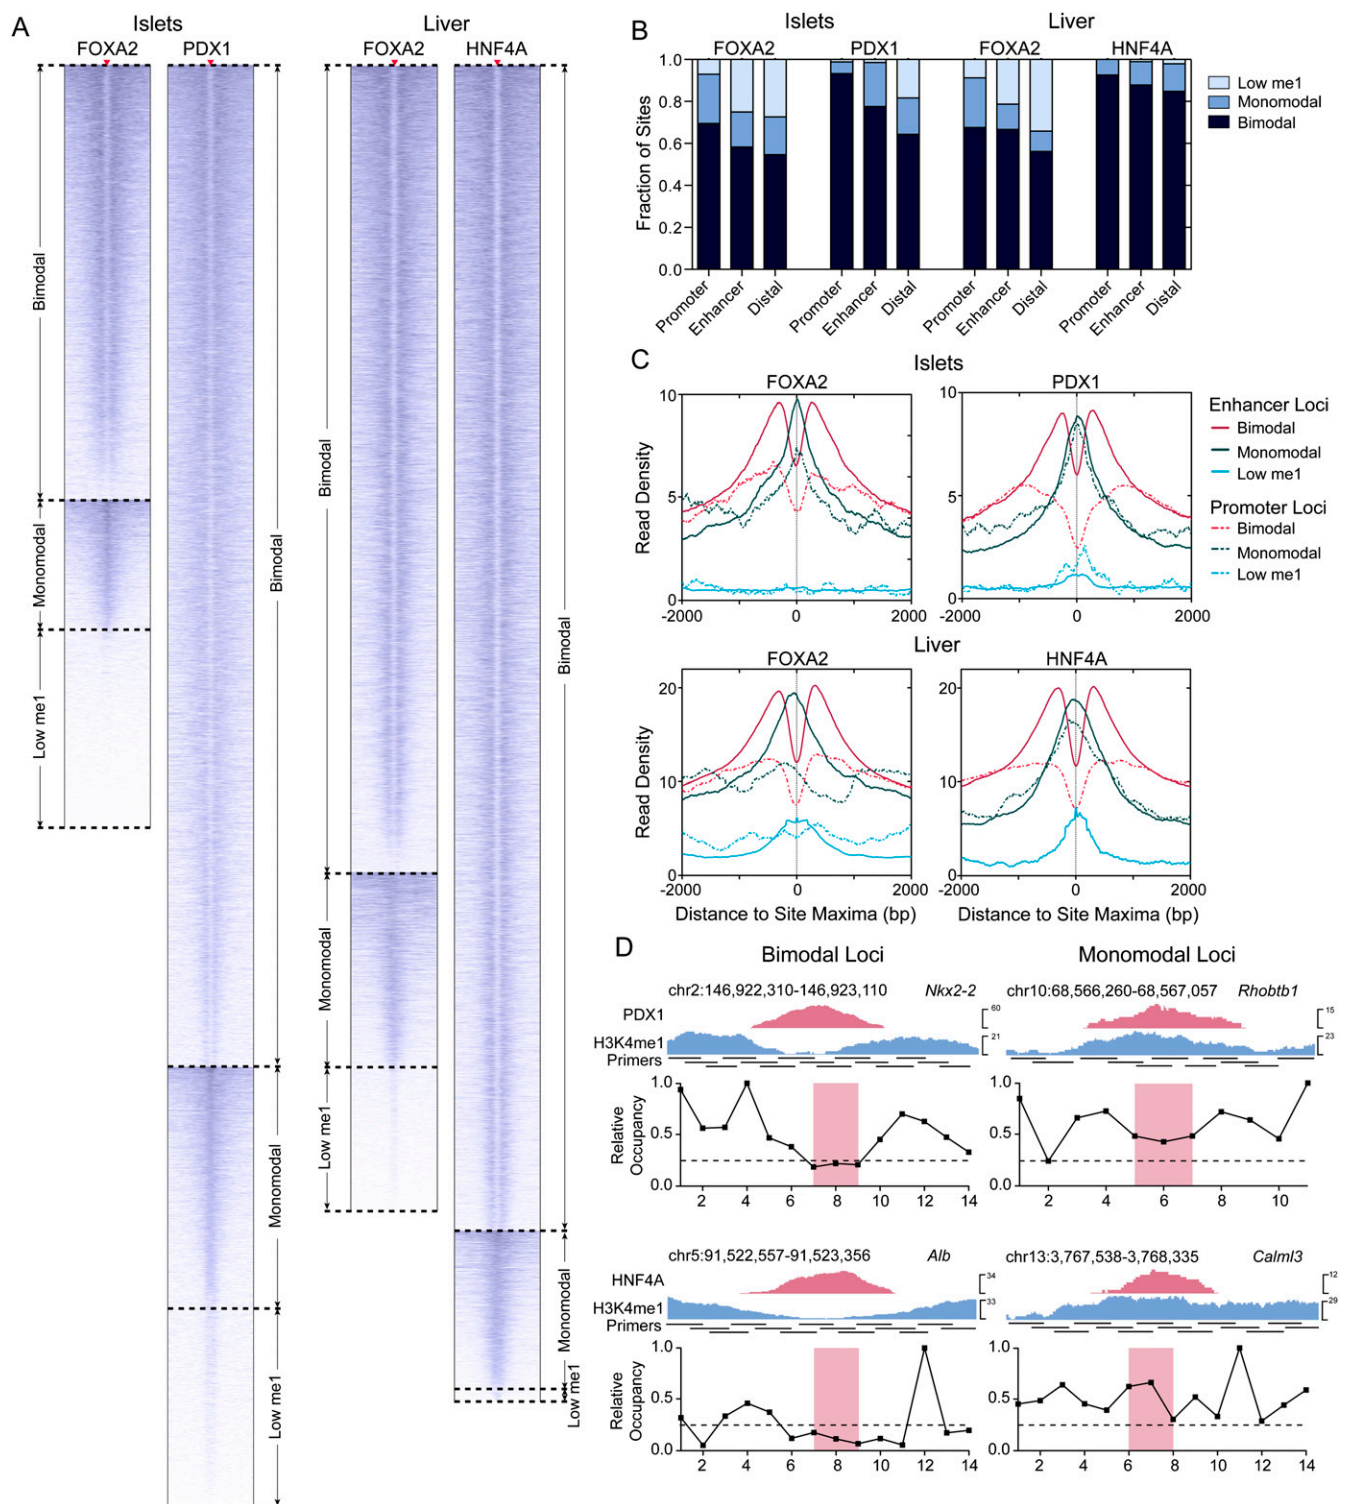 A
Islets
Liver
FOXA2
PDX1
FOXA2
HNF4A
Bimodal
Monomodal
Low me1
Bimodal
Monomodal
Low me1
Bimodal
Monomodal
Low me1
Bimodal
Monomodal
Low me1
B
Islets
Liver
FOXA2
PDX1
FOXA2
HNF4A
Fraction of Sites
1.0
0.8
0.6
0.4
0.2
0.0
Promoter
Enhancer
Distal
Promoter
Enhancer
Distal
Promoter
Enhancer
Distal
Promoter
Enhancer
Distal
Low me1
Monomodal
Bimodal
C
Islets
FOXA2
PDX1
Read Density
10
5
0
-2000 0 2000
10
5
0
-2000 0 2000
Enhancer Loci
Bimodal
Monomodal
Low me1
Promoter Loci
Bimodal
Monomodal
Low me1
Liver
FOXA2
HNF4A
Read Density
20
10
0
-2000 0 2000
20
10
0
-2000 0 2000
Distance to Site Maxima (bp)
Distance to Site Maxima (bp)
D
Bimodal Loci
Monomodal Loci
chr2:146,922,310-146,923,110 Nkx2-2
PDX1
60
H3K4me1
21
Primers
Relative Occupancy
1.0
0.5
0.0
2 4 6 8 10 12 14
chr10:68,566,260-68,567,057 Rhobtb1
15
23
2 4 6 8 10
chr5:91,522,557-91,523,356 Alb
HNF4A
34
H3K4me1
33
Primers
Relative Occupancy
1.0
0.5
0.0
2 4 6 8 10 12 14
chr13:3,767,538-3,768,335 Calml3
12
29
2 4 6 8 10 12 14